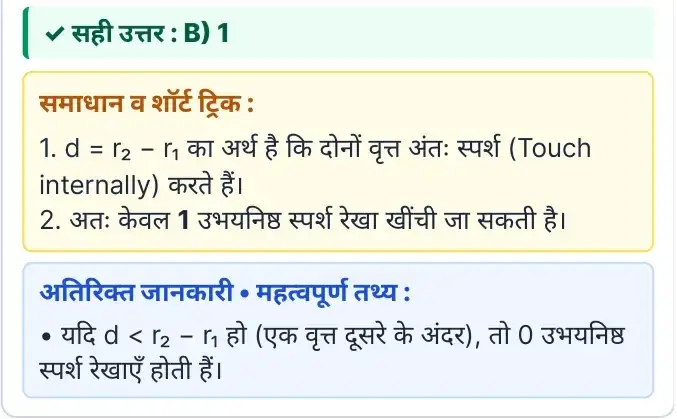 ✓ सही उत्तर : B) 1
समाधान व शॉर्ट ट्रिक :
1. d = r₂ − r₁ का अर्थ है कि दोनों वृत्त अंतः स्पर्श (Touch
internally) करते हैं।
2. अतः केवल 1 उभयनिष्ठ स्पर्श रेखा खींची जा सकती है।
अतिरिक्त जानकारी • महत्वपूर्ण तथ्य :
• यदि d < r₂ − r₁ हो (एक वृत्त दूसरे के अंदर), तो 0 उभयनिष्ठ
स्पर्श रेखाएँ होती हैं।